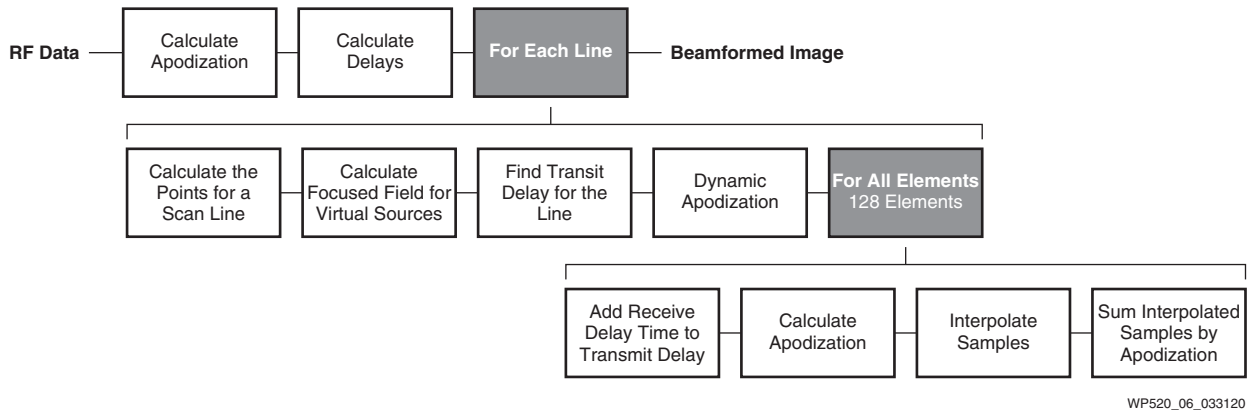 RF Data
Calculate
Apodization
Calculate
Delays
For Each Line
Beamformed Image
Calculate the
Points for a
Scan Line
Calculate
Focused Field for
Virtual Sources
Find Transit
Delay for the
Line
Dynamic
Apodization
For All Elements
128 Elements
Add Receive
Delay Time to
Transmit Delay
Calculate
Apodization
Interpolate
Samples
Sum Interpolated
Samples by
Apodization
WP520_06_033120